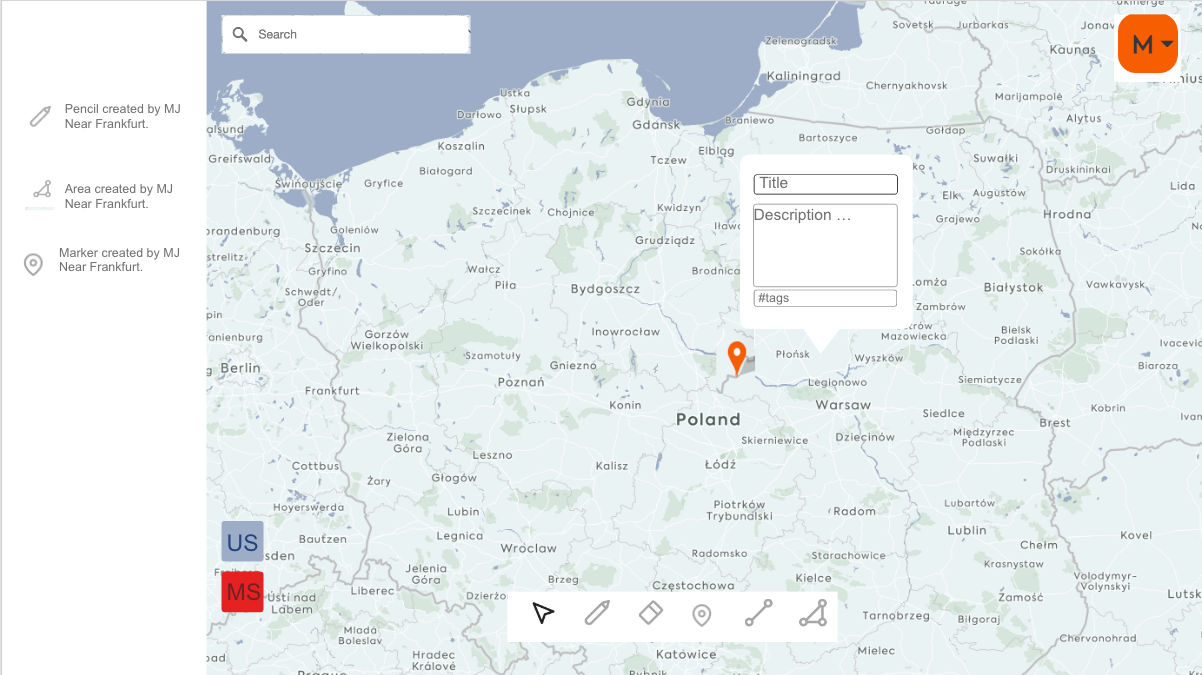 Search
M
Pencil created by MJ
Near Frankfurt.
Area created by MJ
Near Frankfurt.
Marker created by MJ
Near Frankfurt.
Title
Description …
#tags
US
MS
Zelenogradsk
Sovetsk
Jurbarkas
Jonava
Kaunas
Kaliningrad
Chernyakhovsk
Marijampolė
Alytus
Ustka
Darłowo
Słupsk
Gdynia
Gdańsk
Braniewo
Bartoszyce
Gołdap
Koszalin
Elbląg
Tczew
Suwałki
Druskininkai
Lida
Greifswald
Świnoujście
Gryfice
Białogard
Ełk
Augustów
Szczecinek
Chojnice
Kwidzyn
Grajewo
Hrodna
Goleniów
Szczecin
Grudziądz
Sokółka
Gryfino
Wałcz
Brodnica
Piła
Bydgoszcz
Białystok
Vawkavysk
Schwedt/
Oder
Zambrów
Gorzów
Wielkopolski
Inowrocław
Bielsk
Podlaski
Mazowiecka
Szamotuły
Gniezno
Płońsk
Wyszków
Berlin
Poznań
Legionowo
Siemiatycze
Biaroza
Frankfurt
Konin
Warsaw
Kobrin
Poland
Siedlce
Brest
Zielona
Góra
Skierniewice
Dziecinów
Międzyrzec
Podlaski
Leszno
Kalisz
Łódź
Cottbus
Żary
Głogów
Hoyerswerda
Lubin
Piotrków
Trybunalski
Radom
Lubartów
Lublin
Bautzen
Legnica
Wrocław
Radomsko
Starachowice
Chełm
Kovel
Krasnystaw
Jelenia
Góra
Liberec
Brzeg
Częstochowa
Kielce
Volodymyr-
Volynskyi
Zamość
Lutsk
Ústí nad
Labem
Tarnobrzeg
Biłgoraj
Mladá
Boleslav
Chervonohrad
Hradec
Králové
Katowice
Mielec